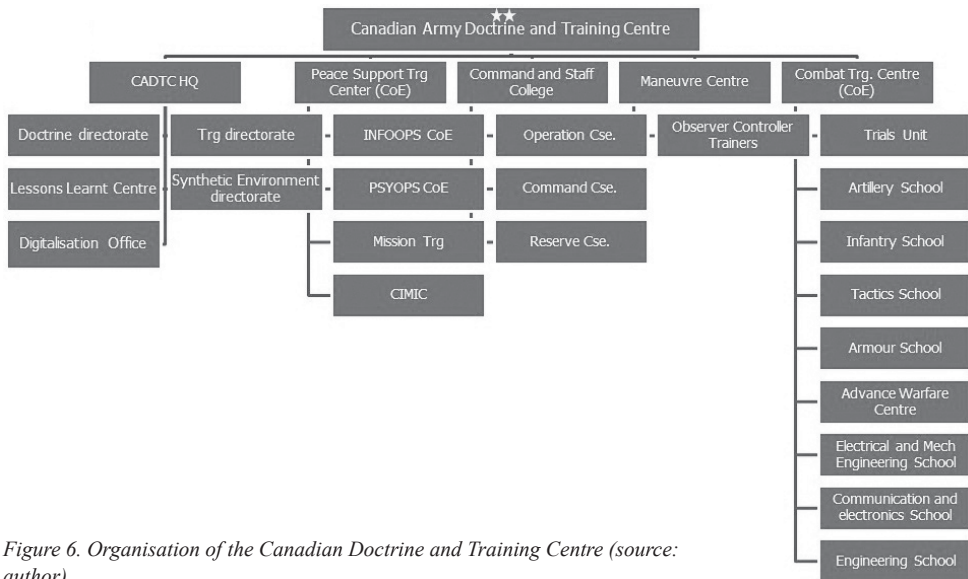 Canadian Army Doctrine and Training Centre
CADTC HQ
Peace Support Trg
Center (CoE)
Command and Staff
College
Maneuvre Centre
Combat Trg. Centre
(CoE)
Doctrine directorate
Trg directorate
INFOOPS CoE
Operation Cse.
Observer Controller
Trainers
Trials Unit
Lessons Learnt Centre
Synthetic Environment
directorate
PSYOPS CoE
Command Cse.
Artillery School
Digitalisation Office
Mission Trg
Reserve Cse.
Infantry School
CIMIC
Tactics School
Armour School
Advance Warfare
Centre
Electrical and Mech
Engineering School
Communication and
electronics School
Engineering School
Figure 6. Organisation of the Canadian Doctrine and Training Centre (source:
author)